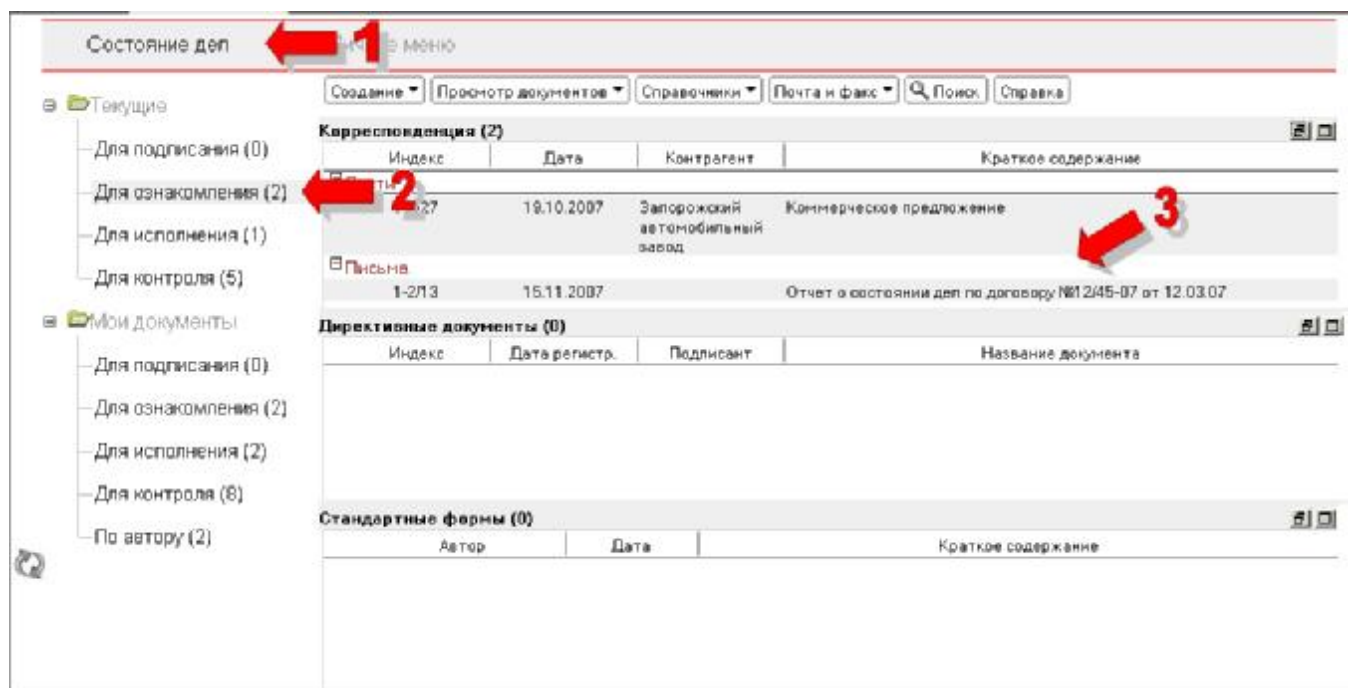 Состояние дел
1
меню
Создание
Просмотр документов
Справочники
Почта и факс
Поиск
Справка
Текущие
Для подписания (0)
Для ознакомления (2)
2
Для исполнения (1)
Для контроля (5)
Мои документы
Для подписания (0)
Для ознакомления (2)
Для исполнения (2)
Для контроля (8)
По автору (2)
Корреспонденция (2)
Индекс Дата Контрагент Краткое содержание
27 19.10.2007 Запорожский Коммерческое предложение
автомобильный
завод
3
Письма
1-2/13 15.11.2007 Отчет о состоянии дел по договору №12/45-07 от 12.03.07
Директивные документы (0)
Индекс Дата регистр. Подписант Название документа
Стандартные формы (0)
Автор Дата Краткое содержание